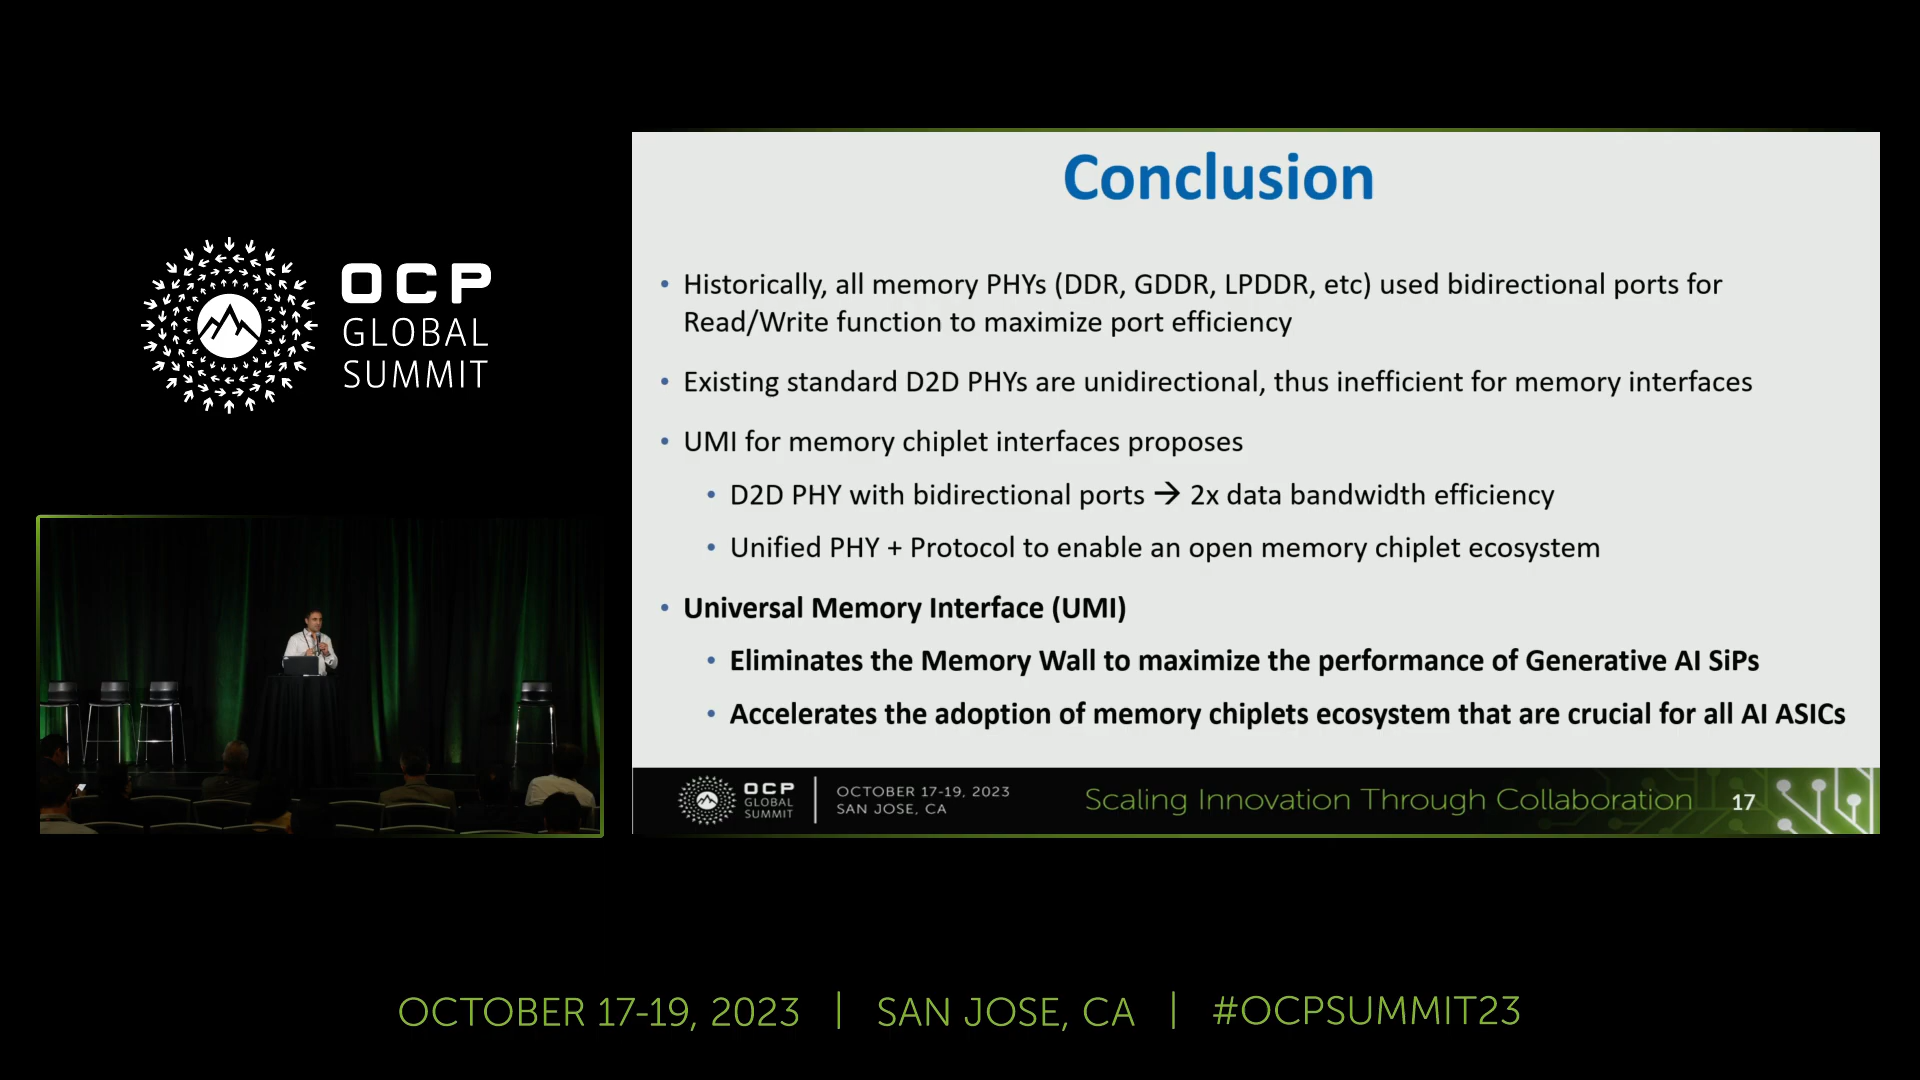 OCP
GLOBAL
SUMMIT
Conclusion
• Historically, all memory PHYs (DDR, GDDR, LPDDR, etc) used bidirectional ports for
Read/Write function to maximize port efficiency
• Existing standard D2D PHYs are unidirectional, thus inefficient for memory interfaces
• UMI for memory chiplet interfaces proposes
• D2D PHY with bidirectional ports → 2x data bandwidth efficiency
• Unified PHY + Protocol to enable an open memory chiplet ecosystem
• Universal Memory Interface (UMI)
• Eliminates the Memory Wall to maximize the performance of Generative AI SiPs
• Accelerates the adoption of memory chiplets ecosystem that are crucial for all AI ASICs
OCP
GLOBAL
SUMMIT
OCTOBER 17-19, 2023
SAN JOSE, CA
Scaling Innovation Through Collaboration
17
OCTOBER 17-19, 2023 | SAN JOSE, CA | #OCPSUMMIT23